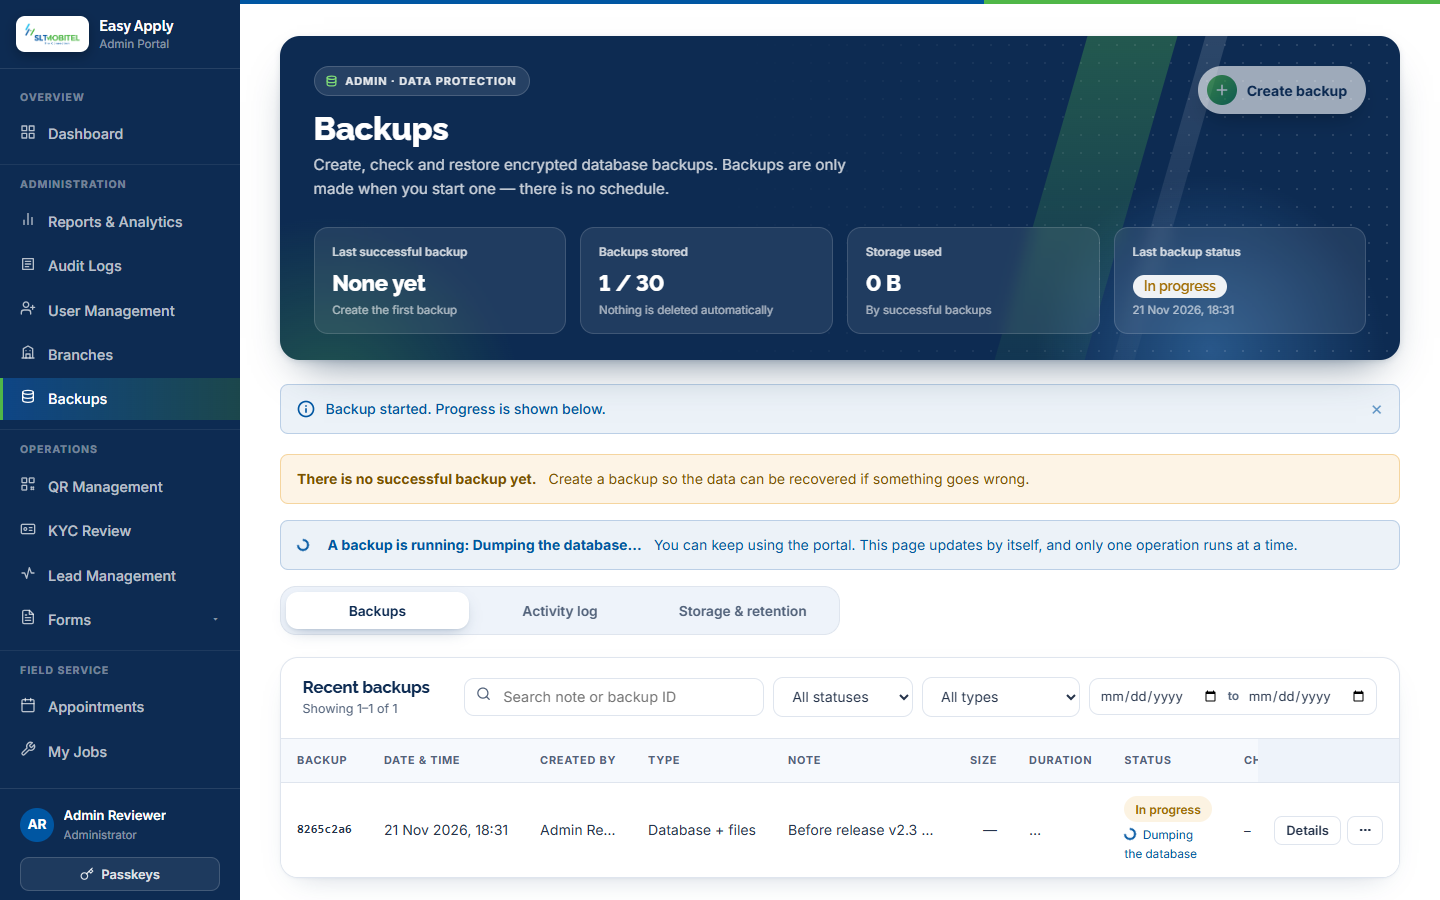 SLTMOBITEL
Easy Apply
Admin Portal
OVERVIEW
Dashboard
ADMINISTRATION
Reports & Analytics
Audit Logs
User Management
Branches
Backups
OPERATIONS
QR Management
KYC Review
Lead Management
Forms
FIELD SERVICE
Appointments
My Jobs
AR
Admin Reviewer
Administrator
Passkeys
ADMIN · DATA PROTECTION
Create backup
Backups
Create, check and restore encrypted database backups. Backups are only
made when you start one — there is no schedule.
Last successful backup
None yet
Create the first backup
Backups stored
1 / 30
Nothing is deleted automatically
Storage used
0 B
By successful backups
Last backup status
In progress
21 Nov 2026, 18:31
Backup started. Progress is shown below.
There is no successful backup yet. Create a backup so the data can be recovered if something goes wrong.
A backup is running: Dumping the database... You can keep using the portal. This page updates by itself, and only one operation runs at a time.
Backups Activity log Storage & retention
Recent backups
Showing 1–1 of 1
Search note or backup ID
All statuses
All types
mm/dd/yyyy to mm/dd/yyyy
BACKUP DATE & TIME CREATED BY TYPE NOTE SIZE DURATION STATUS CH
8265c2a6 21 Nov 2026, 18:31 Admin Re... Database + files Before release v2.3 ... — ... In progress – Details ...
Dumping
the database